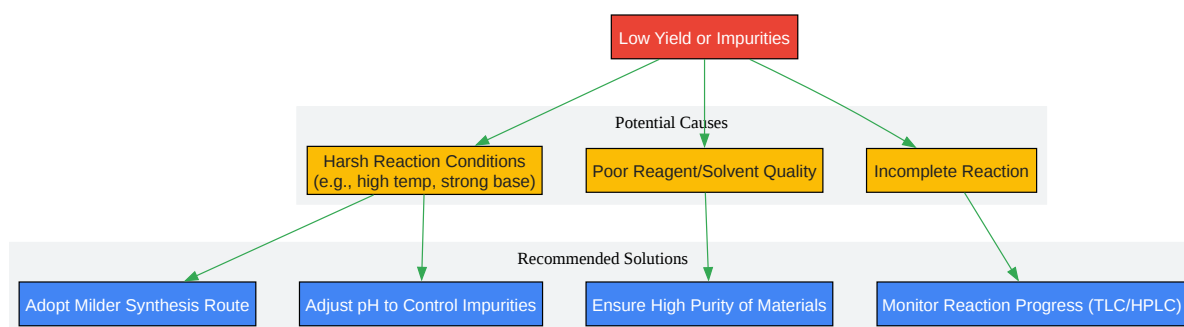 Low Yield or Impurities
Potential Causes
Harsh Reaction Conditions
(e.g., high temp, strong base)
Poor Reagent/Solvent Quality
Incomplete Reaction
Recommended Solutions
Adopt Milder Synthesis Route
Adjust pH to Control Impurities
Ensure High Purity of Materials
Monitor Reaction Progress (TLC/HPLC)